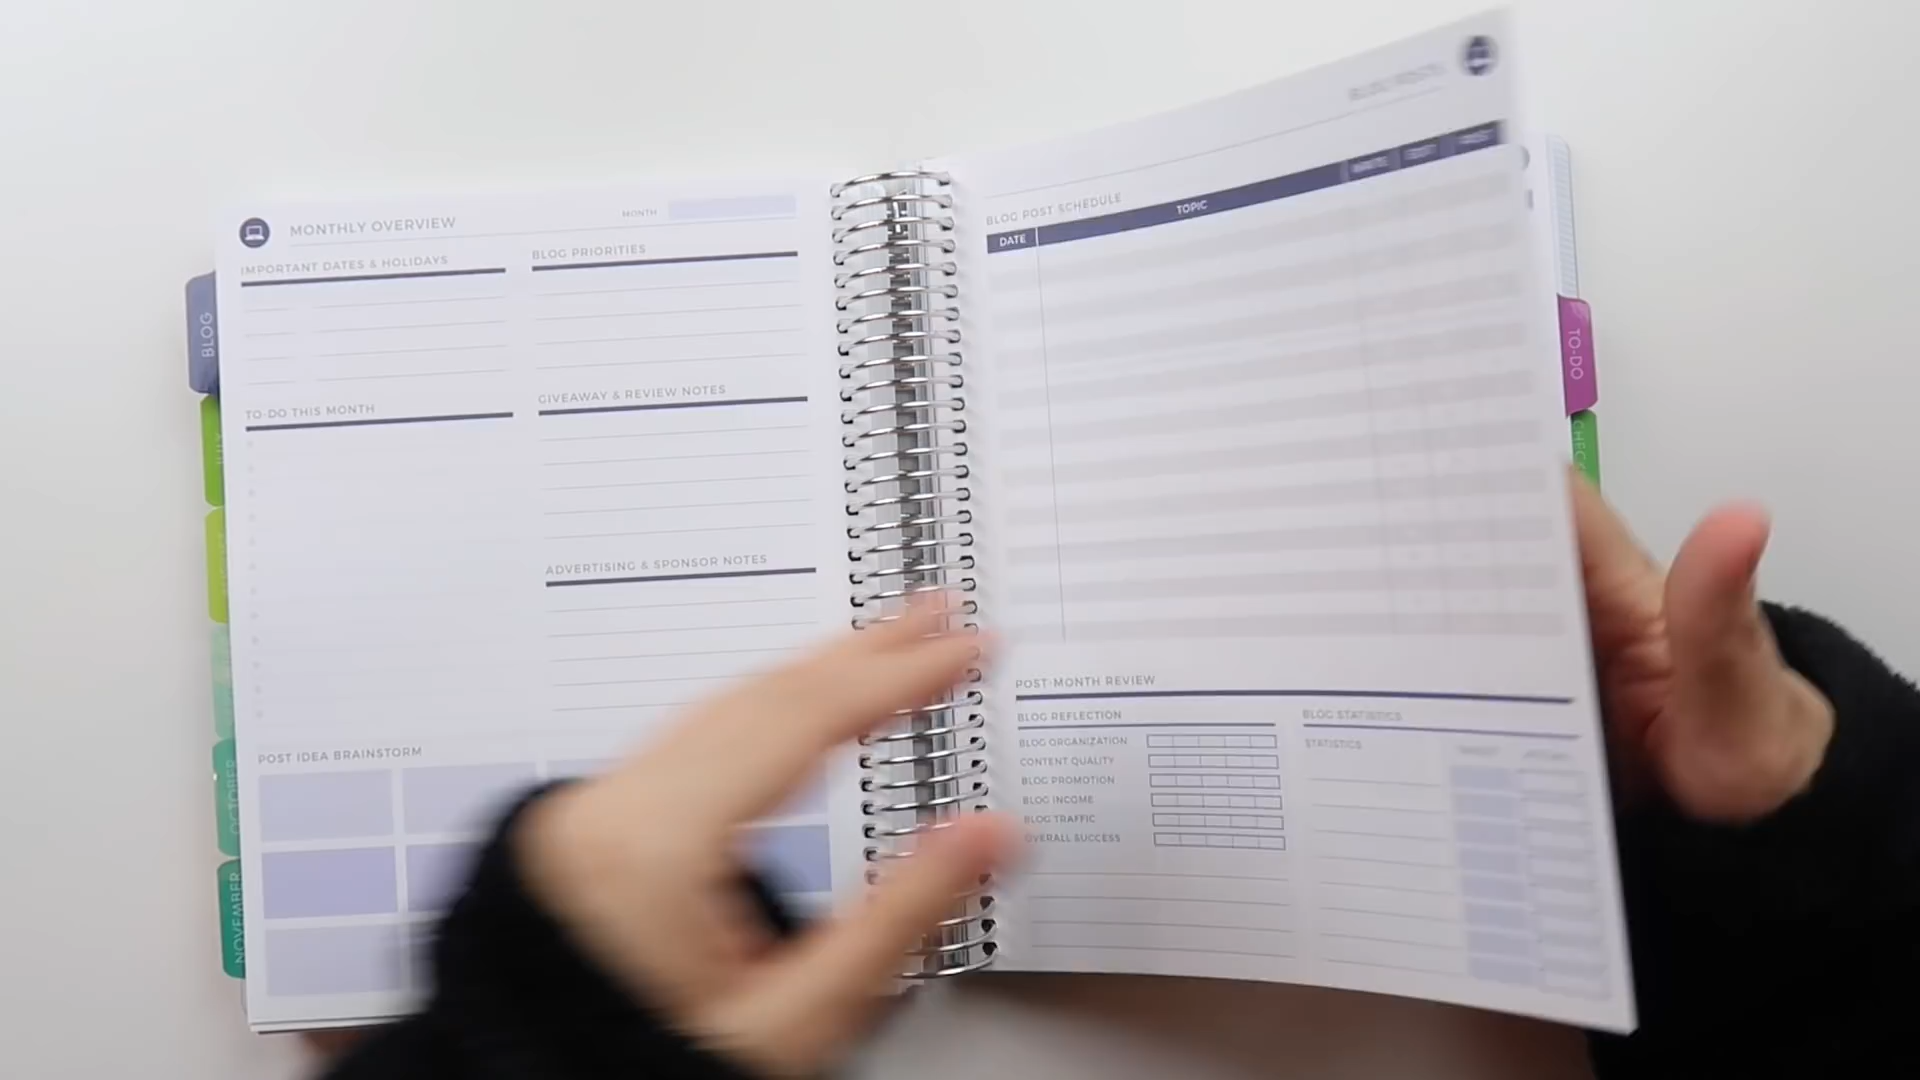 MONTHLY OVERVIEW
MONTH
IMPORTANT DATES & HOLIDAYS
BLOG PRIORITIES
TO-DO THIS MONTH
GIVEAWAY & REVIEW NOTES
ADVERTISING & SPONSOR NOTES
POST IDEA BRAINSTORM
BLOG
OCTOBER
NOVEMBER
BLOG POST SCHEDULE
DATE
TOPIC
POST-MONTH REVIEW
BLOG REFLECTION
BLOG ORGANIZATION
CONTENT QUALITY
BLOG PROMOTION
BLOG INCOME
BLOG TRAFFIC
OVERALL SUCCESS
BLOG STATISTICS
STATISTICS
TO-DO